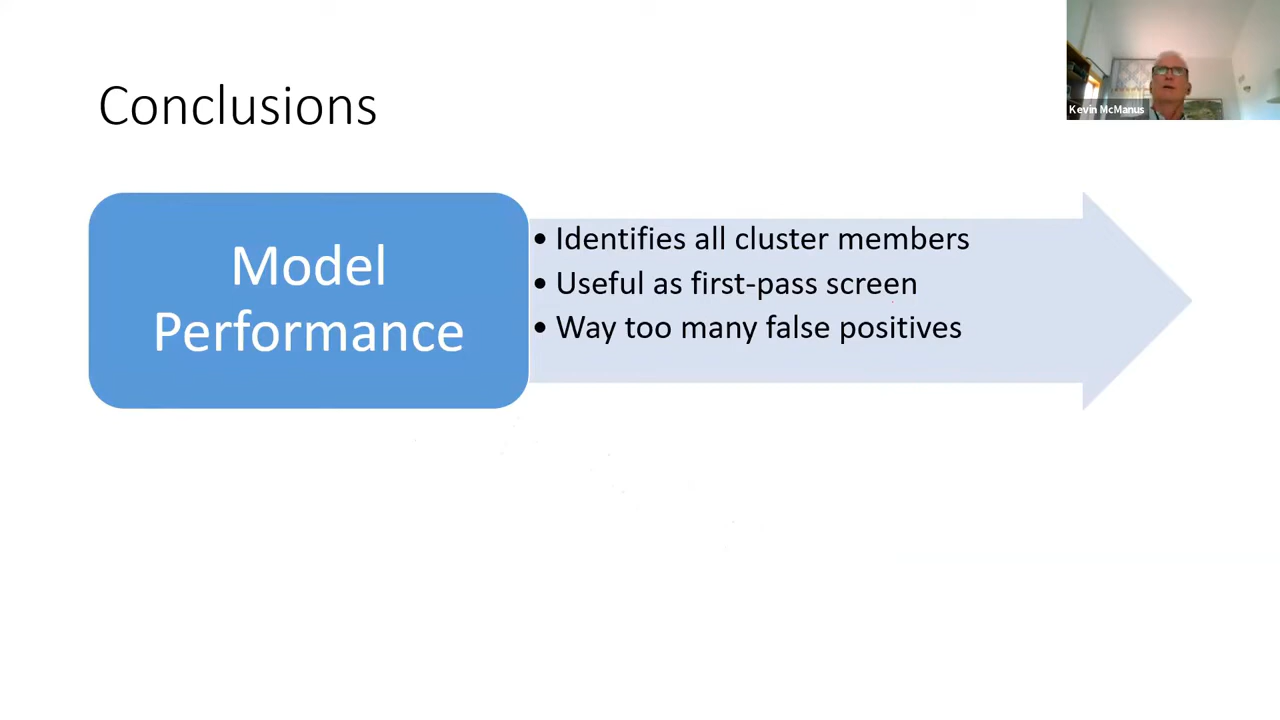 Conclusions
Kevin McManus
Model
Performance
• Identifies all cluster members
• Useful as first-pass screen
• Way too many false positives